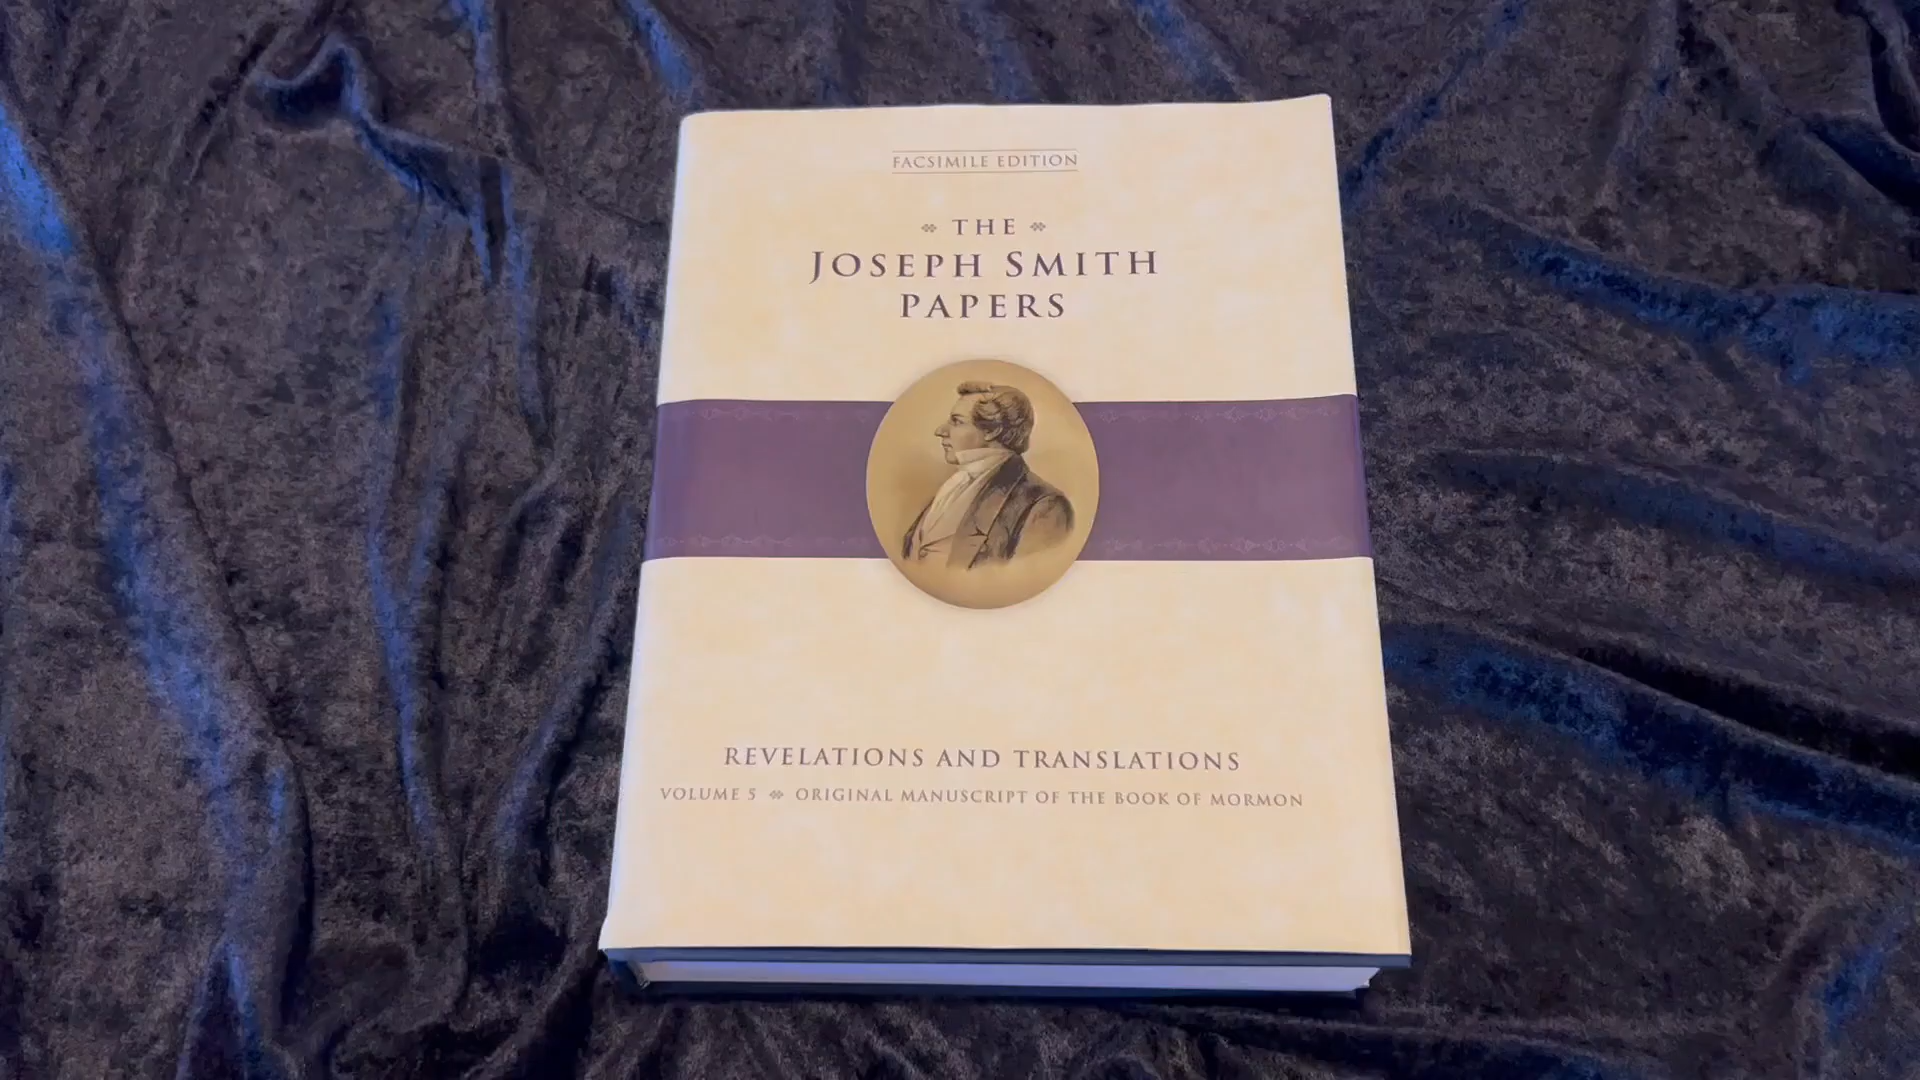 FACSIMILE EDITION
THE
JOSEPH SMITH
PAPERS
REVELATIONS AND TRANSLATIONS
VOLUME 5 ORIGINAL MANUSCRIPT OF THE BOOK OF MORMON